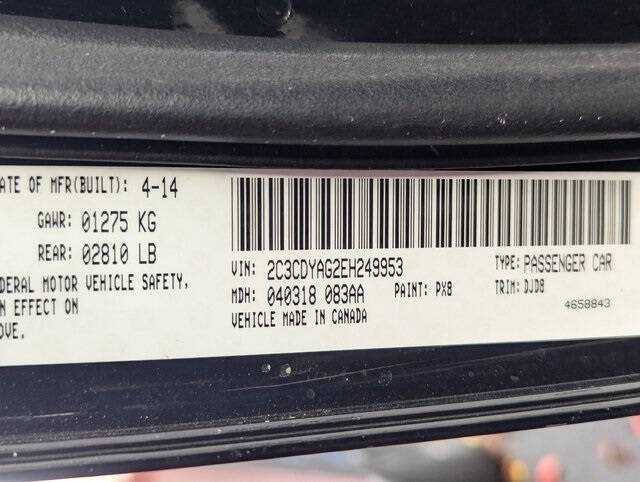 ATE OF MFR(BUILT): 4-14
GAWR: 01275 KG
REAR: 02810 LB
DERAL MOTOR VEHICLE SAFETY,
N EFFECT ON
OVE.
VIN: 2C3CDYAG2EH249953
TYPE: PASSENGER CAR
MDH: 040318 083AA
PAINT: PX8
TRIM: DJD8
VEHICLE MADE IN CANADA
4658843